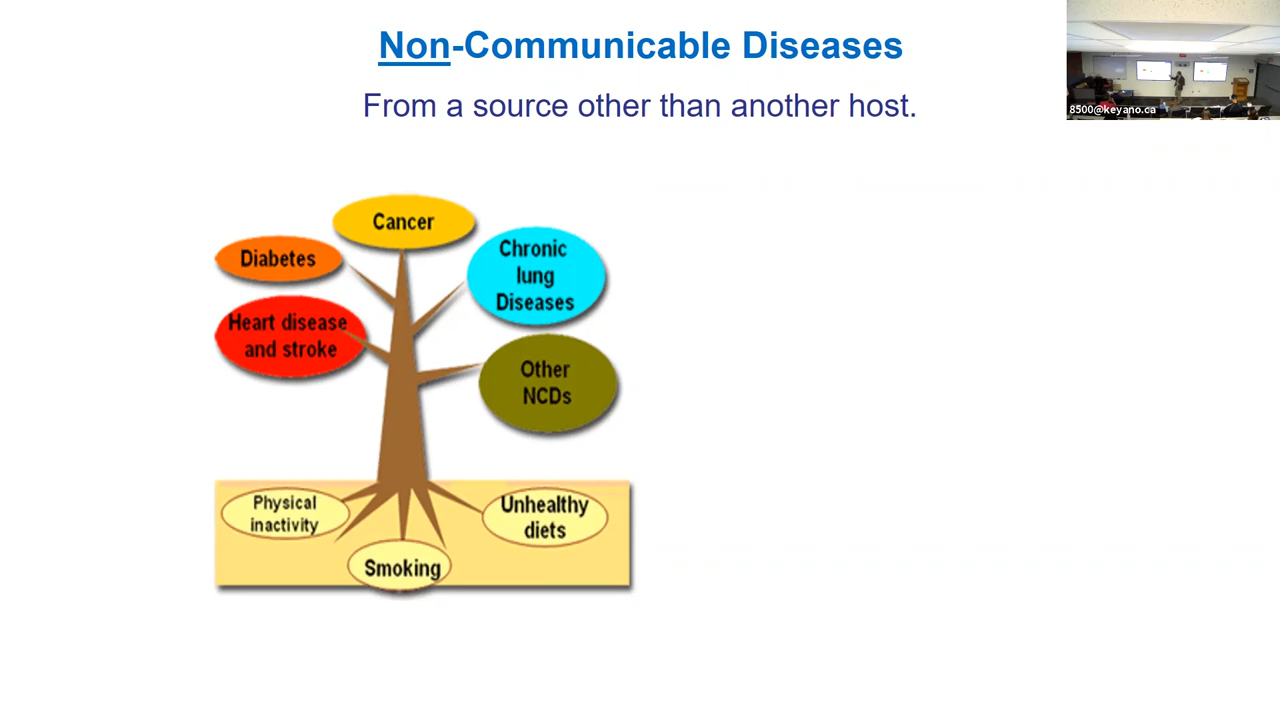 Non-Communicable Diseases
From a source other than another host.
8500@keyano.ca
Cancer
Diabetes
Chronic
lung
Diseases
Heart disease
and stroke
Other
NCDs
Physical
inactivity
Unhealthy
diets
Smoking